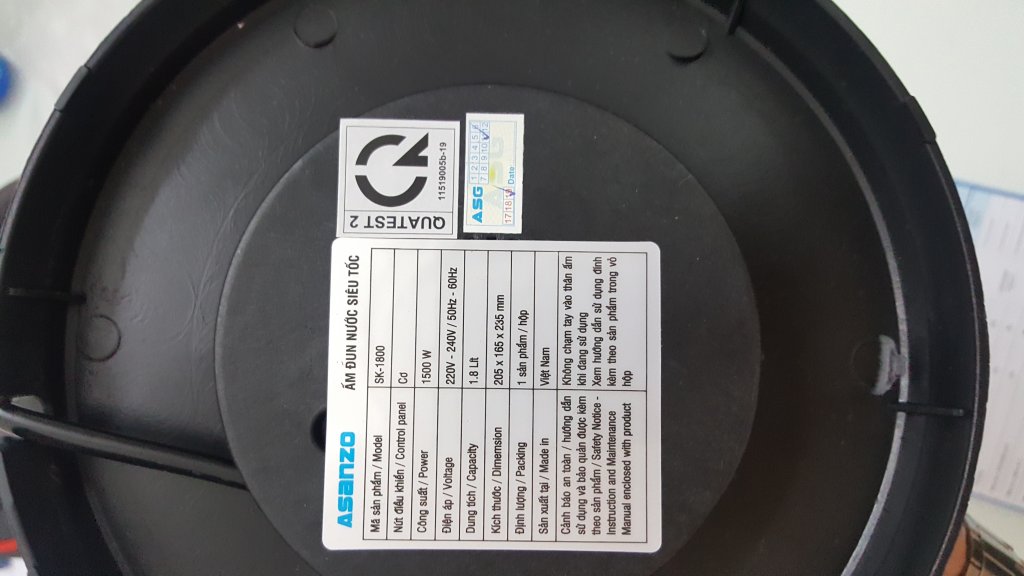 asanzo ẤM ĐUN NƯỚC SIÊU TỐC
Mã sản phẩm / Model SK-1800
Nút điều khiển / Control panel Cơ
Công suất / Power 1500 W
Điện áp / Voltage 220V - 240V / 50Hz - 60Hz
Dung tích / Capacity 1.8 Lít
Kích thước / Dimemsion 205 x 165 x 235 mm
Định lượng / Packing 1 sản phẩm / hộp
Sản xuất tại / Made in Việt Nam
Cảnh báo an toàn / hướng dẫn
sử dụng và bảo quản được kèm
theo sản phẩm / Safety Notice -
Instruction and Maintenance
Manual enclosed with product
Không chạm tay vào thân ấm
khi đang sử dụng
Xem hướng dẫn sử dụng đính
kèm theo sản phẩm trong vỏ
hộp
QUATEST 2
11519005b-19
ASG 1 2 3 4 5 6
7 8 9 10 11 12
17 18 19 Date